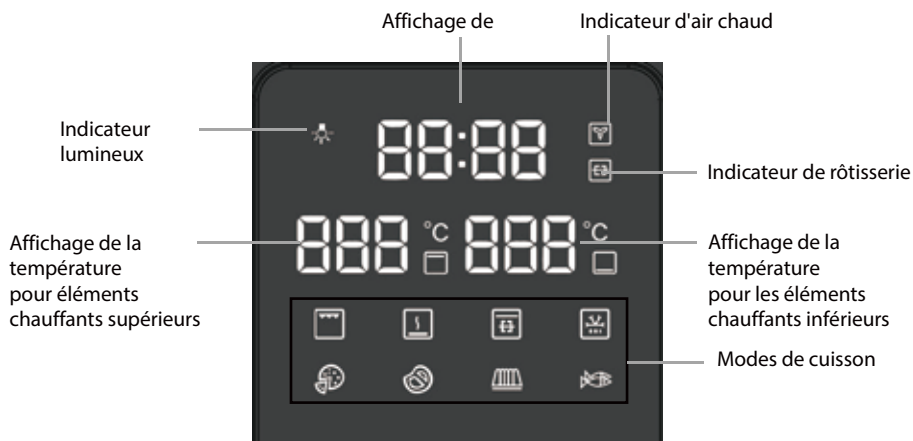 Affichage de
Indicateur d'air chaud
Indicateur
lumineux
88:88
Indicateur de rôtisserie
Affichage de la
température
pour éléments
chauffants supérieurs
888 °C 888 °C
Affichage de la
température
pour les éléments
chauffants inférieurs
Modes de cuisson